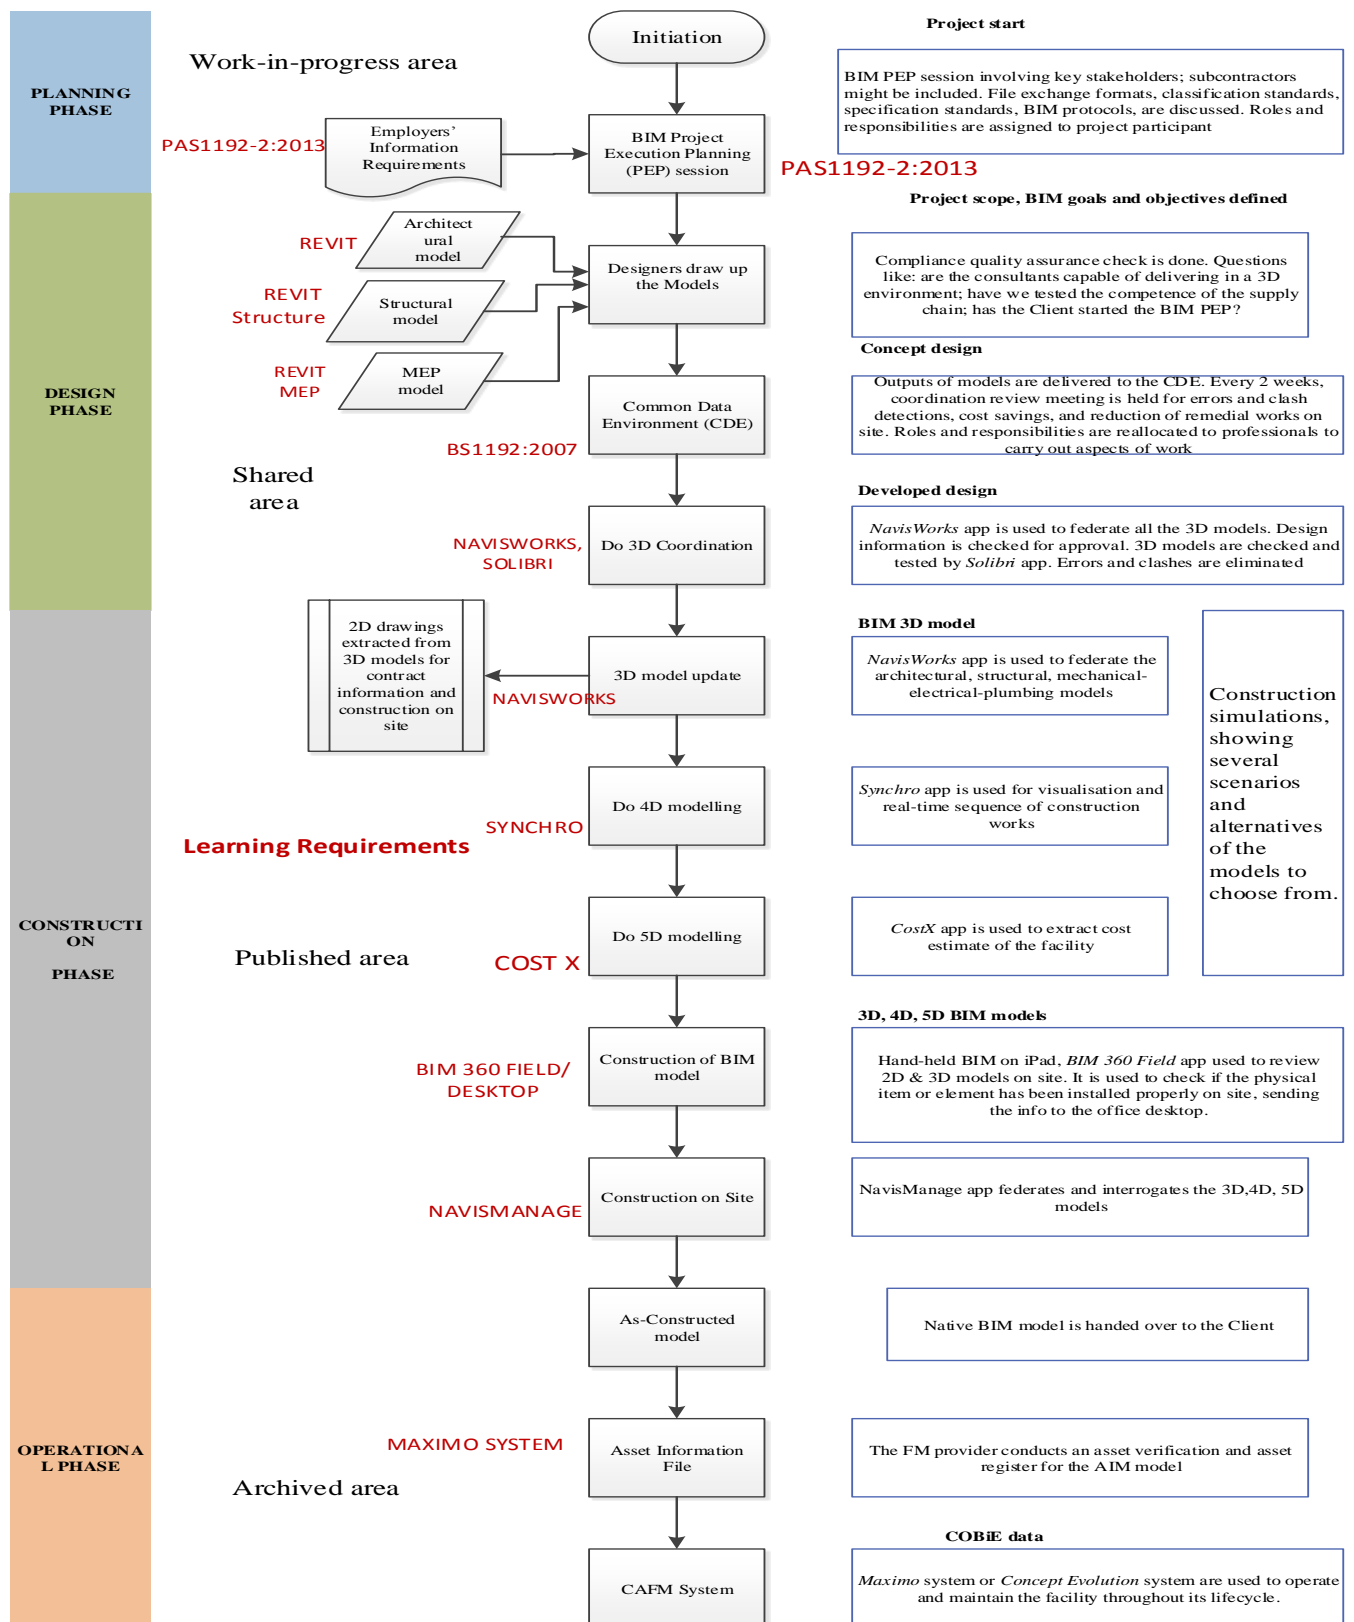 Initiation
Project start
Work-in-progress area
PLANNING
PHASE
BIM PEP session involving key stakeholders; subcontractors
might be included. File exchange formats, classification standards,
specification standards, BIM protocols, are discussed. Roles and
responsibilities are assigned to project participant
PAS1192-2:2013
Employers’
Information
Requirements
BIM Project
Execution Planning
(PEP) session
PAS1192-2:2013
Project scope, BIM goals and objectives defined
DESIGN
PHASE
REVIT
Architect
ural
model
REVIT
Structure
Structural
model
REVIT
MEP
MEP
model
Designers draw up
the Models
Compliance quality assurance check is done. Questions
like: are the consultants capable of delivering in a 3D
environment; have we tested the competence of the supply
chain; has the Client started the BIM PEP?
Concept design
Common Data
Environment (CDE)
BS1192:2007
Outputs of models are delivered to the CDE. Every 2 weeks,
coordination review meeting is held for errors and clash
detections, cost savings, and reduction of remedial works on
site. Roles and responsibilities are reallocated to professionals to
carry out aspects of work
Shared
area
Developed design
NAVISWORKS,
SOLIBRI
Do 3D Coordination
NavisWorks app is used to federate all the 3D models. Design
information is checked for approval. 3D models are checked and
tested by Solibri app. Errors and clashes are eliminated
CONSTRUCTI
ON
PHASE
2D drawings
extracted from
3D models for
contract
information and
construction on
site
NAVISWORKS
3D model update
BIM 3D model
NavisWorks app is used to federate the
architectural, structural, mechanical-
electrical-plumbing models
Construction
simulations,
showing
several
scenarios
and
alternatives
of the
models to
choose from.
SYNCHRO
Do 4D modelling
Synchro app is used for visualisation and
real-time sequence of construction
works
Learning Requirements
Published area
COST X
Do 5D modelling
CostX app is used to extract cost
estimate of the facility
3D, 4D, 5D BIM models
BIM 360 FIELD/
DESKTOP
Construction of BIM
model
Hand-held BIM on iPad, BIM 360 Field app used to review
2D & 3D models on site. It is used to check if the physical
item or element has been installed properly on site, sending
the info to the office desktop.
NAVISMANAGE
Construction on Site
NavisManage app federates and interrogates the 3D,4D, 5D
models
OPERATIONA
L PHASE
As-Constructed
model
Native BIM model is handed over to the Client
MAXIMO SYSTEM
Asset Information
File
The FM provider conducts an asset verification and asset
register for the AIM model
Archived area
COBiE data
CAFM System
Maximo system or Concept Evolution system are used to operate
and maintain the facility throughout its lifecycle.